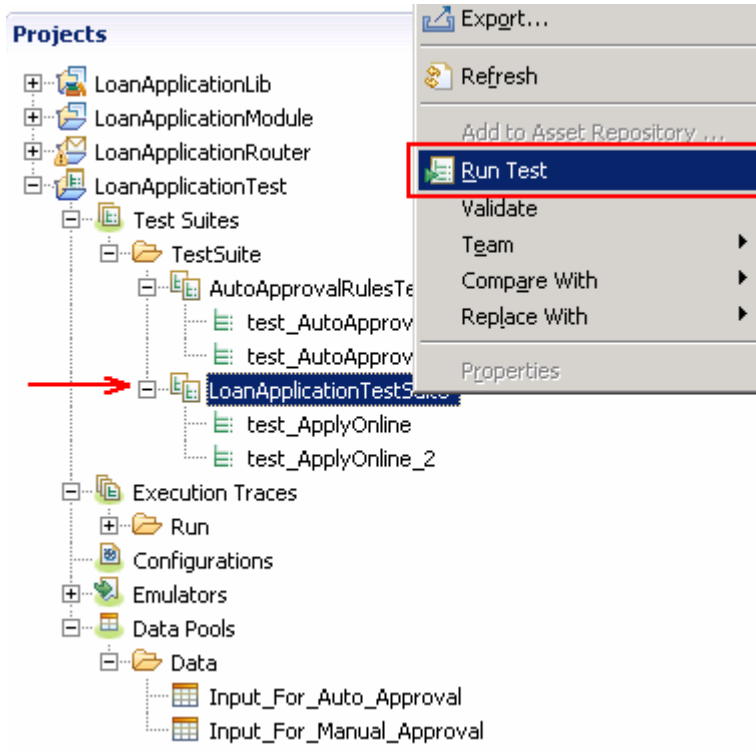 Projects
LoanApplicationLib
LoanApplicationModule
LoanApplicationRouter
LoanApplicationTest
Test Suites
TestSuite
AutoApprovalRulesTe
test_AutoApprov
test_AutoApprov
LoanApplicationTestSuite
test_ApplyOnline
test_ApplyOnline_2
Execution Traces
Run
Configurations
Emulators
Data Pools
Data
Input_For_Auto_Approval
Input_For_Manual_Approval
Export...
Refresh
Add to Asset Repository ...
Run Test
Validate
Team
Compare With
Replace With
Properties